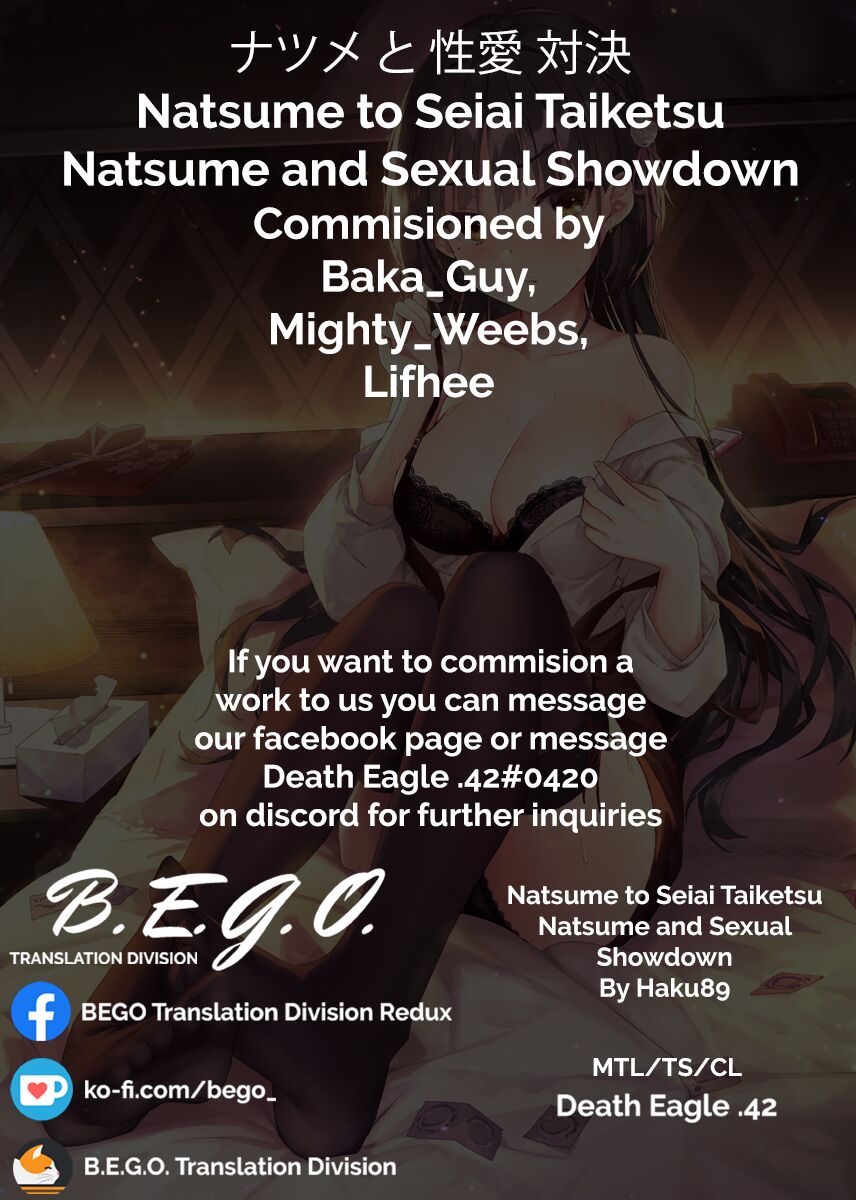 ナツメと性愛 対決
Natsume to Seiai Taiketsu
Natsume and Sexual Showdown
Commisioned by
Baka_Guy,
Mighty_Weebs,
Lifhee
If you want to commision a
work to us you can message
our facebook page or message
Death Eagle .42#0420
on discord for further inquiries
B.E.G.O.
TRANSLATION DIVISION
BEGO Translation Division Redux
ko-fi.com/bego_
B.E.G.O. Translation Division
Natsume to Seiai Taiketsu
Natsume and Sexual
Showdown
By Haku89
MTL/TS/CL
Death Eagle .42